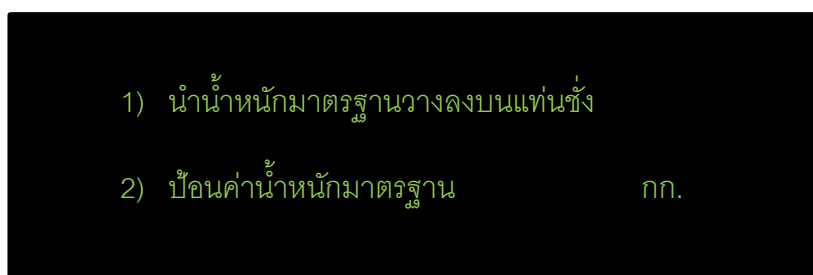 1) นำน้ำหนักมาตรฐานวางลงบนแท่นชั่ง
2) ป้อนค่าน้ำหนักมาตรฐาน กก.